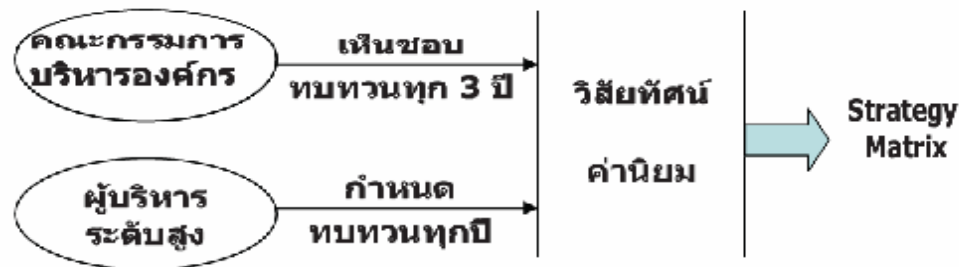 คณะกรรมการ
บริหารองค์กร
เห็นชอบ
ทบทวนทุก 3 ปี
ผู้บริหาร
ระดับสูง
กำหนด
ทบทวนทุกปี
วิสัยทัศน์
ค่านิยม
Strategy
Matrix